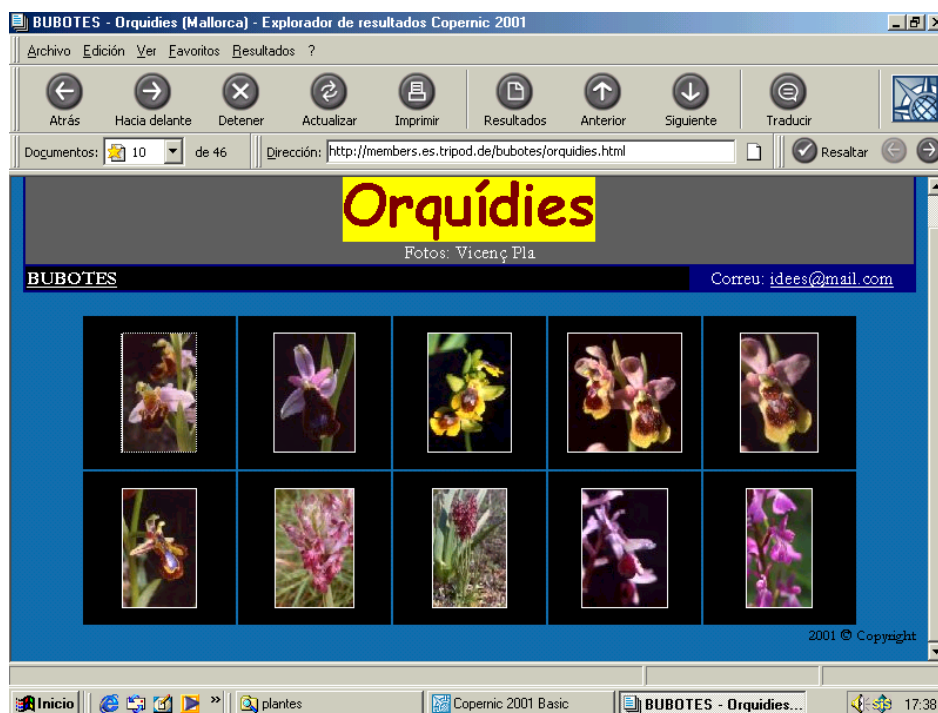 BUBOTES - Orquidies (Mallorca) - Explorador de resultados Copernic 2001
Archivo Edición Ver Favoritos Resultados ?
Atrás Hacia delante Detener Actualizar Imprimir Resultados Anterior Siguiente Traducir
Documentos: 10 de 46 Dirección: http://members.es.tripod.de/bubotes/orquidies.html Resaltar
Orquídies
Fotos: Vicenç Pla
BUBOTES Correu: idees@mail.com
2001 © Copyright
Inicio » plantes Copernic 2001 Basic BUBOTES - Orquidies... 17:38